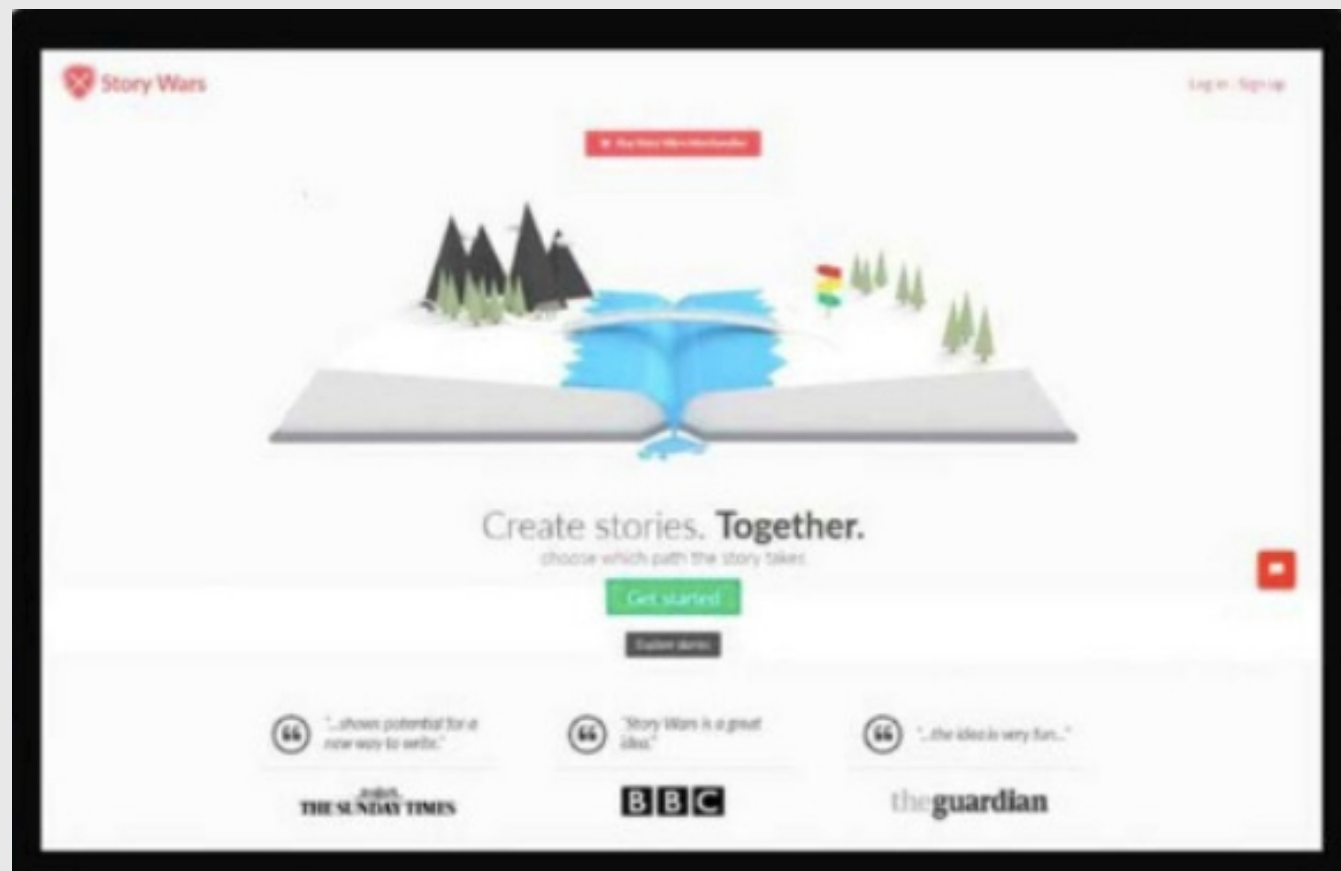 Story Wars
Log in Sign up
Create stories. Together.
choose which path the story takes
Get started
Explore stories
"...shows potential for a
new way to write."
"Story Wars is a great
idea."
"...the idea is very fun..."
THE SUNDAY TIMES
BBC
theguardian